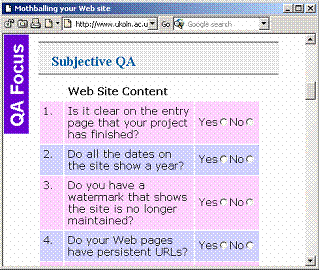 Mothballing your Web site
http://www.ukoln.ac.u
Go
Google search
QA Focus
Subjective QA
Web Site Content
1. Is it clear on the entry
page that your project
has finished?
Yes No
2. Do all the dates on
the site show a year?
Yes No
3. Do you have a
watermark that shows
the site is no longer
maintained?
Yes No
4. Do your Web pages
have persistent URLs?
Yes No